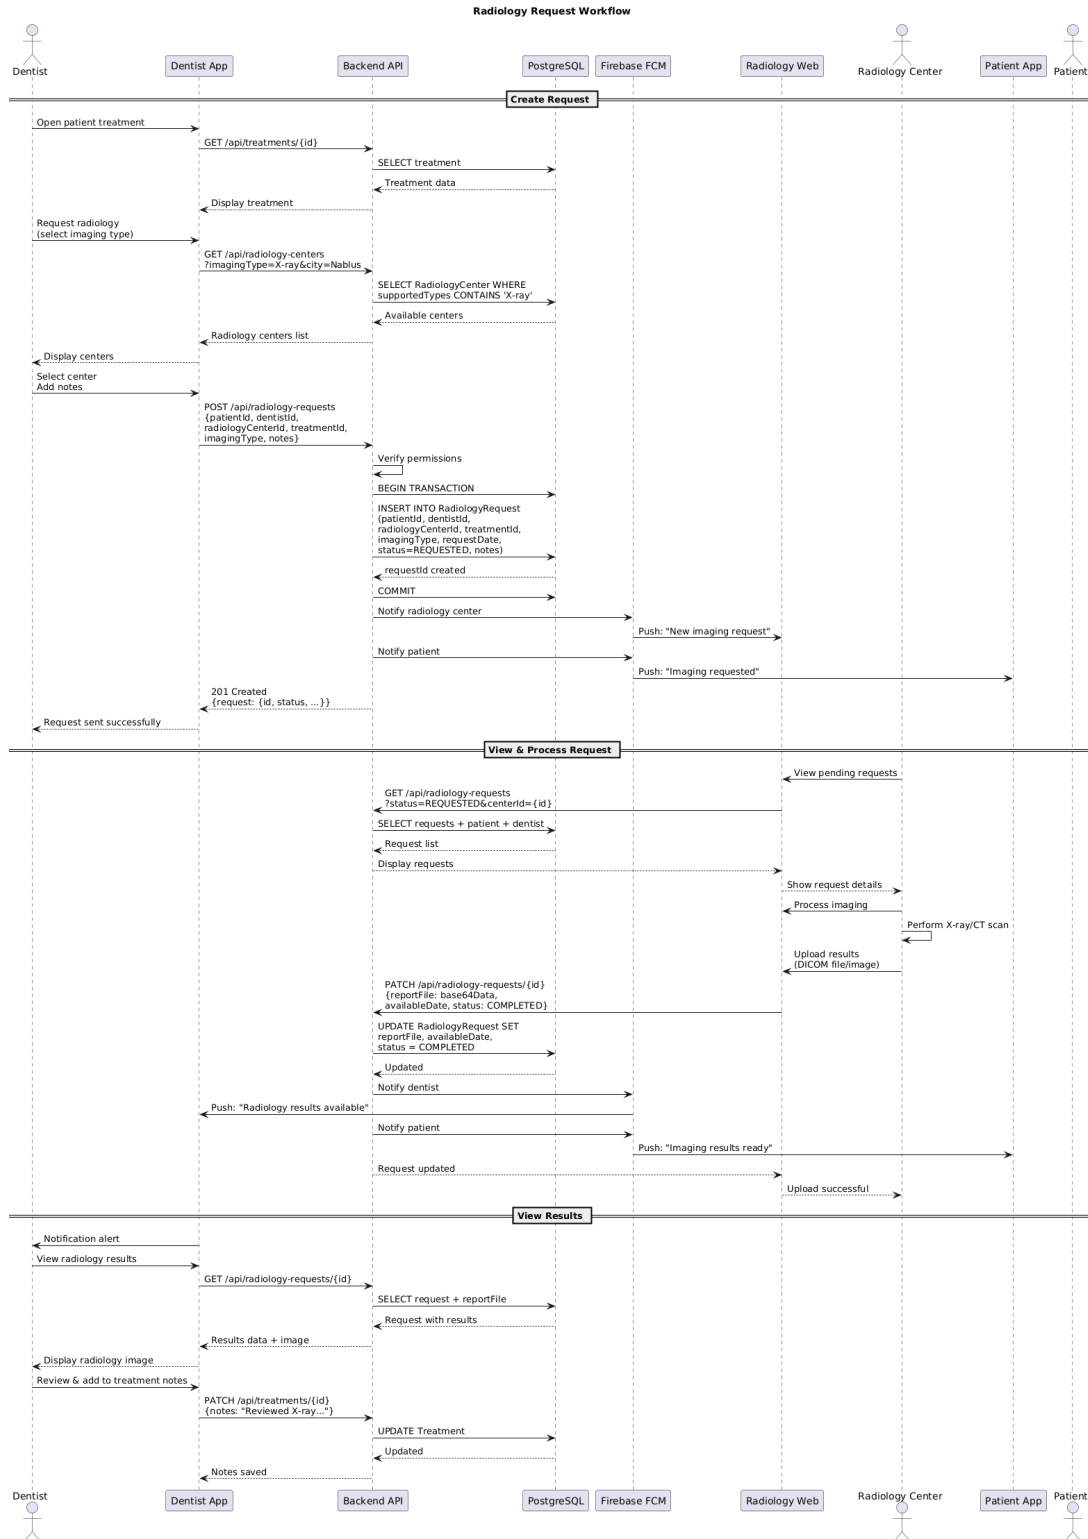 Radiology Request Workflow
Dentist
Dentist App
Backend API
PostgreSQL
Firebase FCM
Radiology Web
Radiology Center
Patient App
Patient
Create Request
Open patient treatment
GET /api/treatments/{id}
SELECT treatment
Treatment data
Display treatment
Request radiology
(select imaging type)
GET /api/radiology-centers
?imagingType=X-ray&city=Nablus
SELECT RadiologyCenter WHERE
supportedTypes CONTAINS 'X-ray'
Available centers
Radiology centers list
Display centers
Select center
Add notes
POST /api/radiology-requests
{patientId, dentistId,
radiologyCenterId, treatmentId,
imagingType, notes}
Verify permissions
BEGIN TRANSACTION
INSERT INTO RadiologyRequest
(patientId, dentistId,
radiologyCenterId, treatmentId,
imagingType, requestDate,
status=REQUESTED, notes)
requestId created
COMMIT
Notify radiology center
Push: "New imaging request"
Notify patient
Push: "Imaging requested"
201 Created
{request: {id, status, ...}}
Request sent successfully
View & Process Request
View pending requests
GET /api/radiology-requests
?status=REQUESTED&centerId={id}
SELECT requests + patient + dentist
Request list
Display requests
Show request details
Process imaging
Perform X-ray/CT scan
Upload results
(DICOM file/image)
PATCH /api/radiology-requests/{id}
{reportFile: base64Data,
availableDate, status: COMPLETED}
UPDATE RadiologyRequest SET
reportFile, availableDate,
status = COMPLETED
Updated
Notify dentist
Push: "Radiology results available"
Notify patient
Push: "Imaging results ready"
Request updated
Upload successful
View Results
Notification alert
View radiology results
GET /api/radiology-requests/{id}
SELECT request + reportFile
Request with results
Results data + image
Display radiology image
Review & add to treatment notes
PATCH /api/treatments/{id}
{notes: "Reviewed X-ray..."}
UPDATE Treatment
Updated
Notes saved
Dentist
Dentist App
Backend API
PostgreSQL
Firebase FCM
Radiology Web
Radiology Center
Patient App
Patient